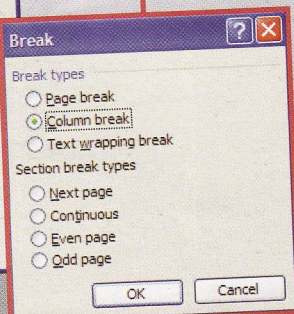 Break
Break types
Page break
Column break
Text wrapping break
Section break types
Next page
Continuous
Even page
Odd page
OK Cancel